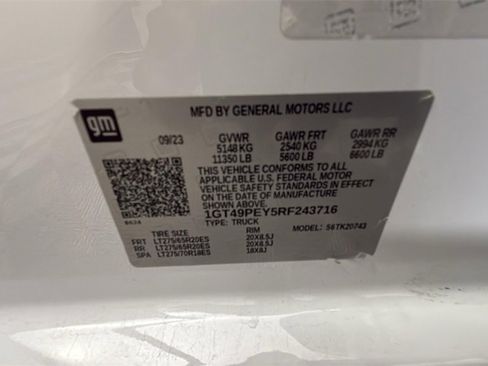 gm
MFD BY GENERAL MOTORS LLC
09/23 GVWR GAWR FRT GAWR RR
5148 KG 2540 KG 2994 KG
11350 LB 5600 LB 6600 LB
THIS VEHICLE CONFORMS TO ALL
APPLICABLE U.S. FEDERAL MOTOR
VEHICLE SAFETY STANDARDS IN
EFFECT ON THE DATE OF MANUFACTURE
SHOWN ABOVE.
1GT49PEY5RF243716
TYPE: TRUCK MODEL: 56TK20743
TIRE SIZE RIM
FRT LT275/65R20ES 20X8.5J
RR LT275/65R20ES 20X8.5J
SPA LT275/70R18ES 18X8J